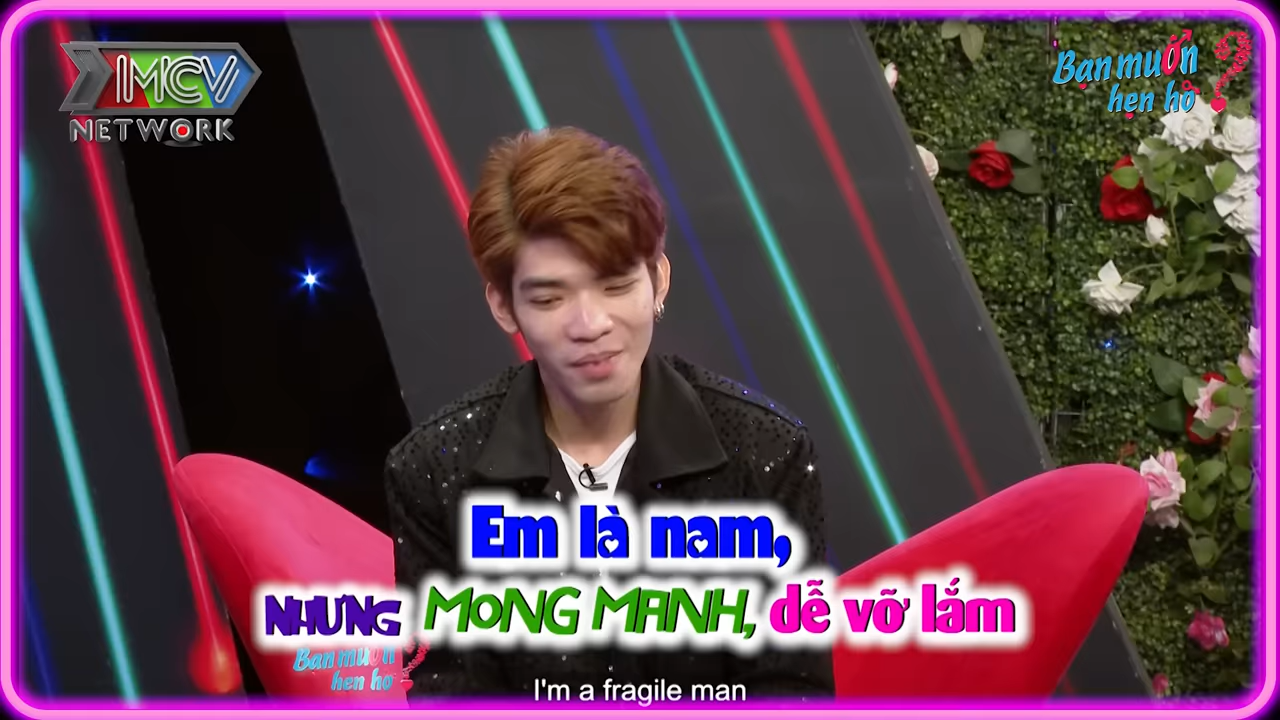 MCV
NETWORK
Bạn muốn
hẹn hò ?
Em là nam,
NHƯNG MONG MANH, dễ vỡ lắm
Bạn muốn
hẹn hò ?
I'm a fragile man